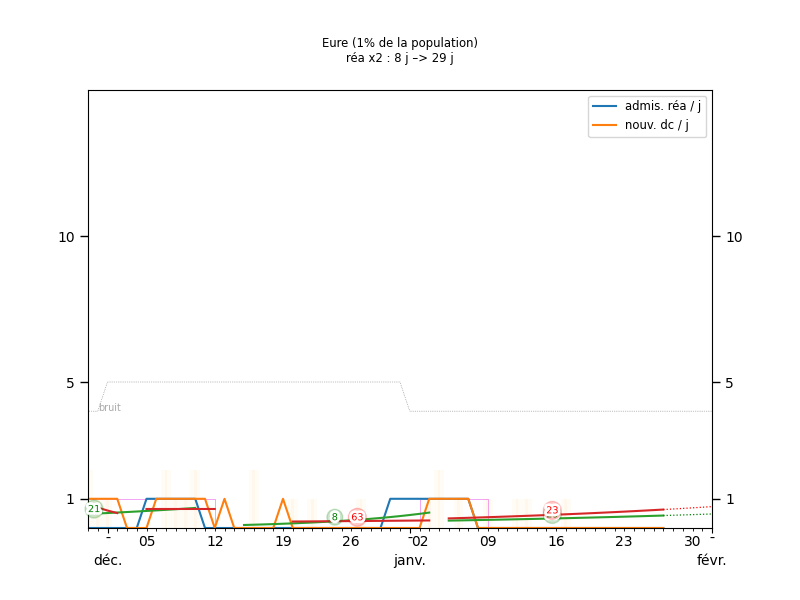 Eure (1% de la population)
réa x2 : 8 j –> 29 j
admis. réa / j
nouv. dc / j
10
10
5
5
bruit
1
1
21
8
63
23
- 05 12 19 26 - 02 09 16 23 30 -
déc. janv. févr.